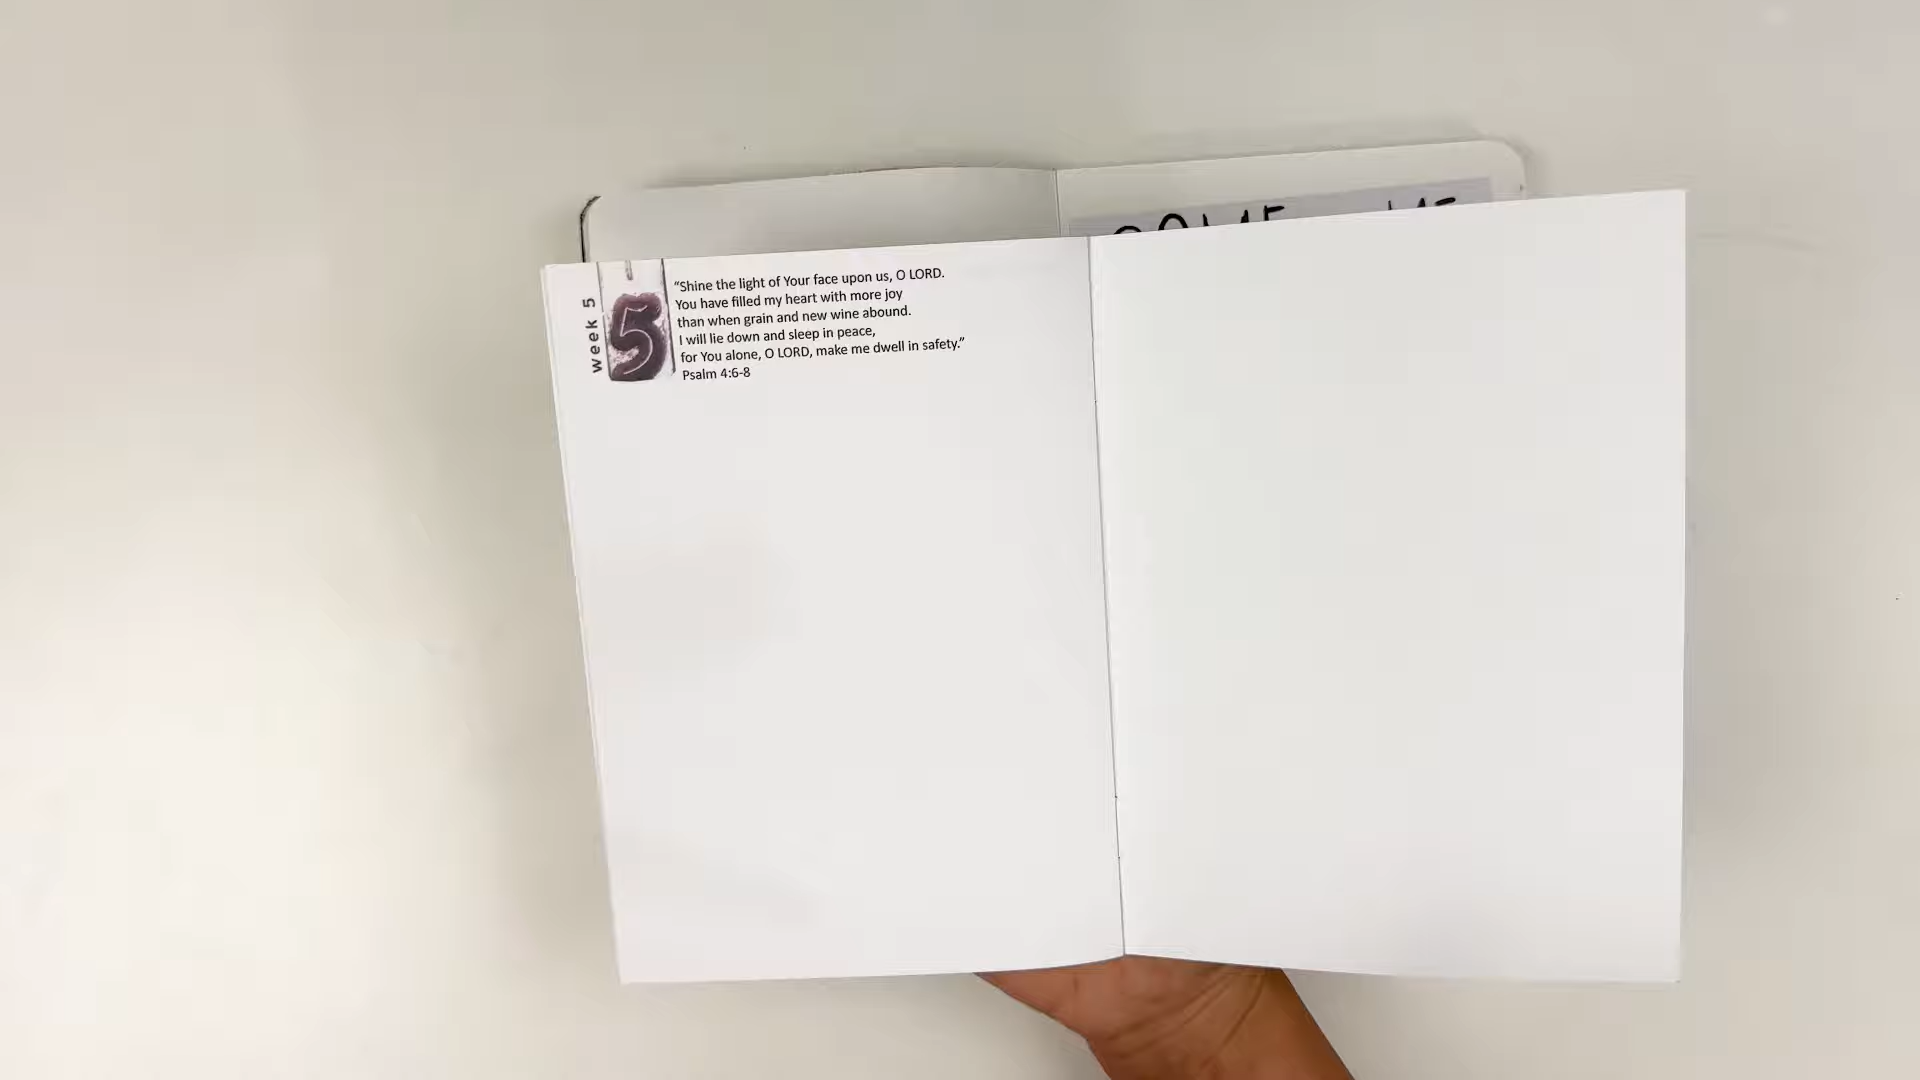 week 5
5
“Shine the light of Your face upon us, O LORD.
You have filled my heart with more joy
than when grain and new wine abound.
I will lie down and sleep in peace,
for You alone, O LORD, make me dwell in safety.”
Psalm 4:6-8